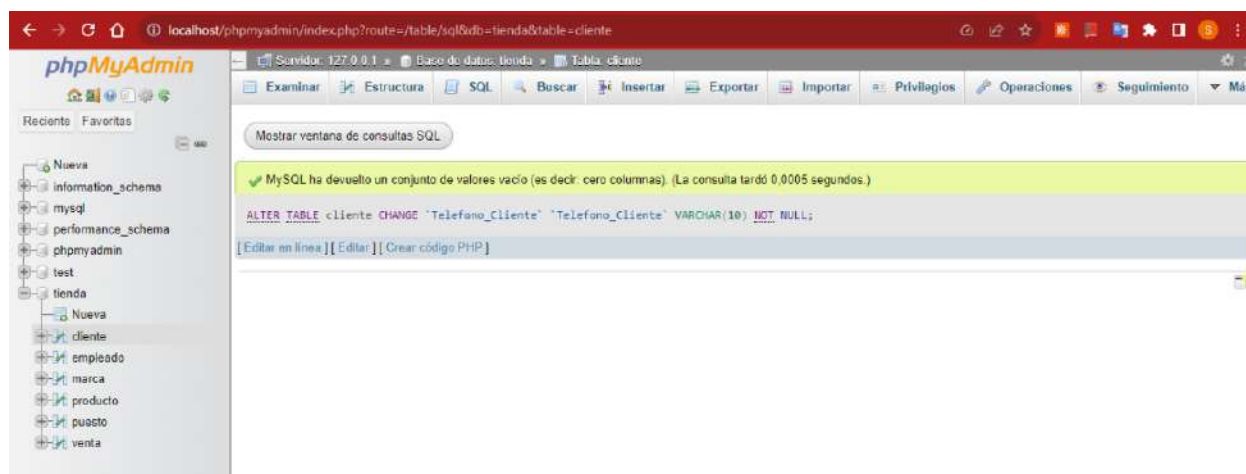 localhost/phpmyadmin/index.php?route=/table/sql&db=tienda&table=cliente
phpMyAdmin
Reciente Favoritas
Nueva
information_schema
mysql
performance_schema
phpmyadmin
test
tienda
Nueva
cliente
empleado
marca
producto
puesto
venta
Servidor: 127.0.0.1 » Base de datos: tienda » Tabla: cliente
Examinar Estructura SQL Buscar Insertar Exportar Importar Privilegios Operaciones Seguimiento Má
Mostrar ventana de consultas SQL
MySQL ha devuelto un conjunto de valores vacío (es decir: cero columnas). (La consulta tardó 0,0005 segundos.)
ALTER TABLE cliente CHANGE `Telefono_Cliente` `Telefono_Cliente` VARCHAR(10) NOT NULL;
[ Editar en línea ] [ Editar ] [ Crear código PHP ]
S